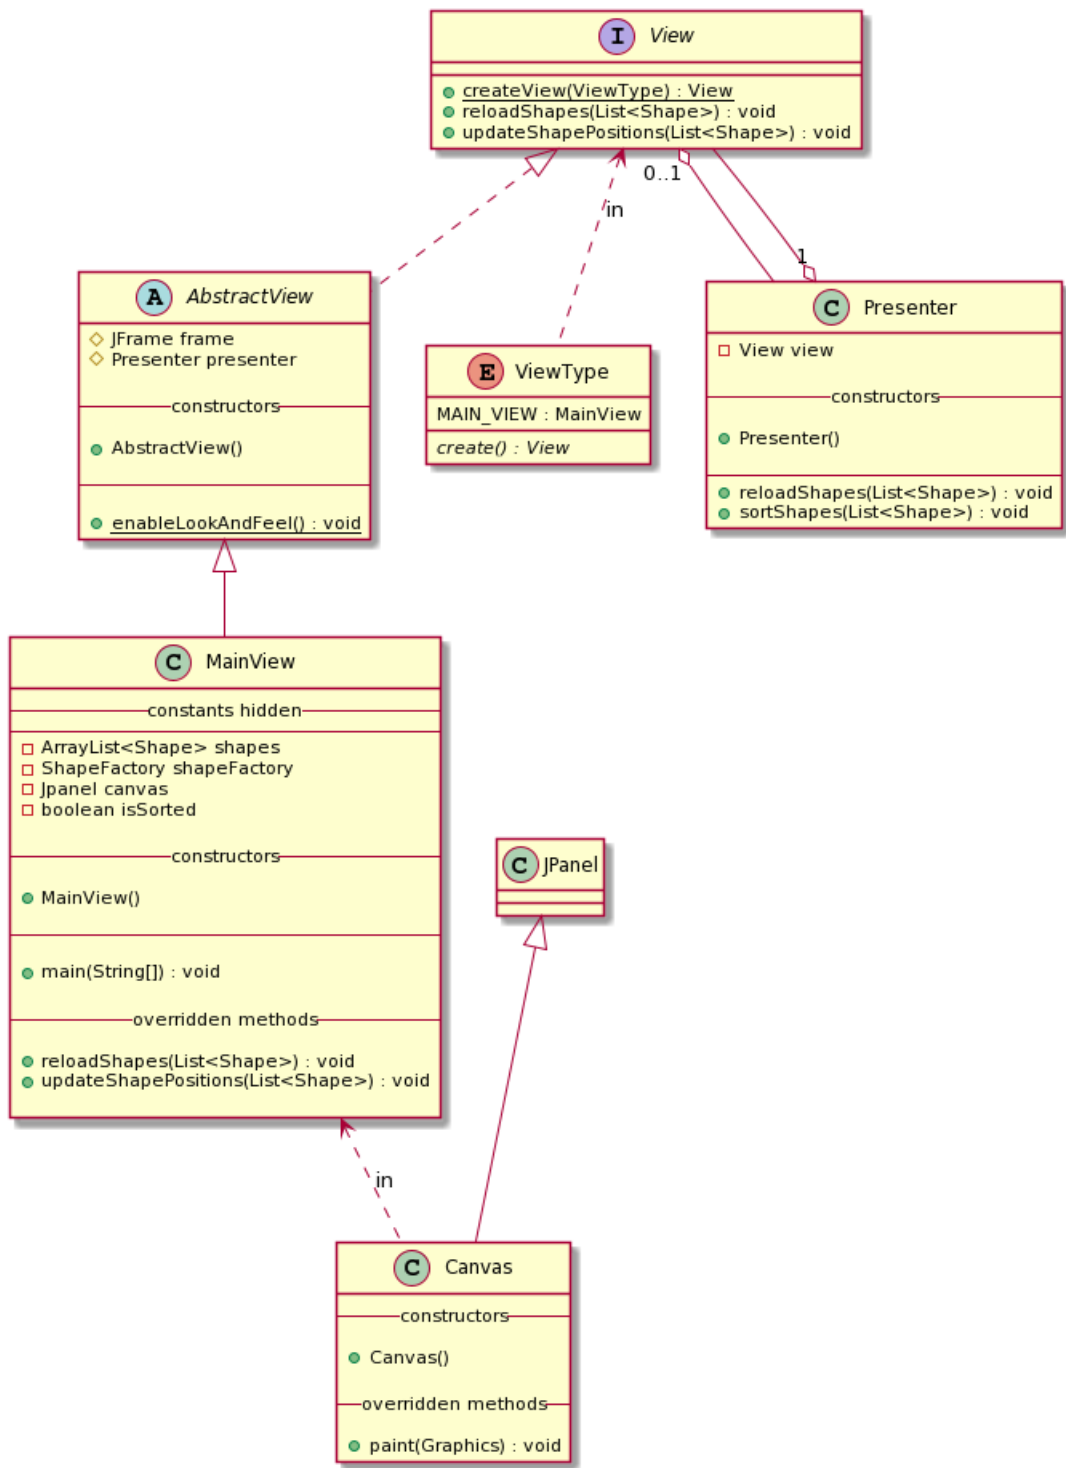 I View
createView(ViewType) : View
reloadShapes(List<Shape>) : void
updateShapePositions(List<Shape>) : void
0..1
in
1
A AbstractView
JFrame frame
Presenter presenter
constructors
AbstractView()
enableLookAndFeel() : void
E ViewType
MAIN_VIEW : MainView
create() : View
C Presenter
View view
constructors
Presenter()
reloadShapes(List<Shape>) : void
sortShapes(List<Shape>) : void
C MainView
constants hidden
ArrayList<Shape> shapes
ShapeFactory shapeFactory
Jpanel canvas
boolean isSorted
constructors
MainView()
main(String[]) : void
overridden methods
reloadShapes(List<Shape>) : void
updateShapePositions(List<Shape>) : void
C JPanel
in
C Canvas
constructors
Canvas()
overridden methods
paint(Graphics) : void